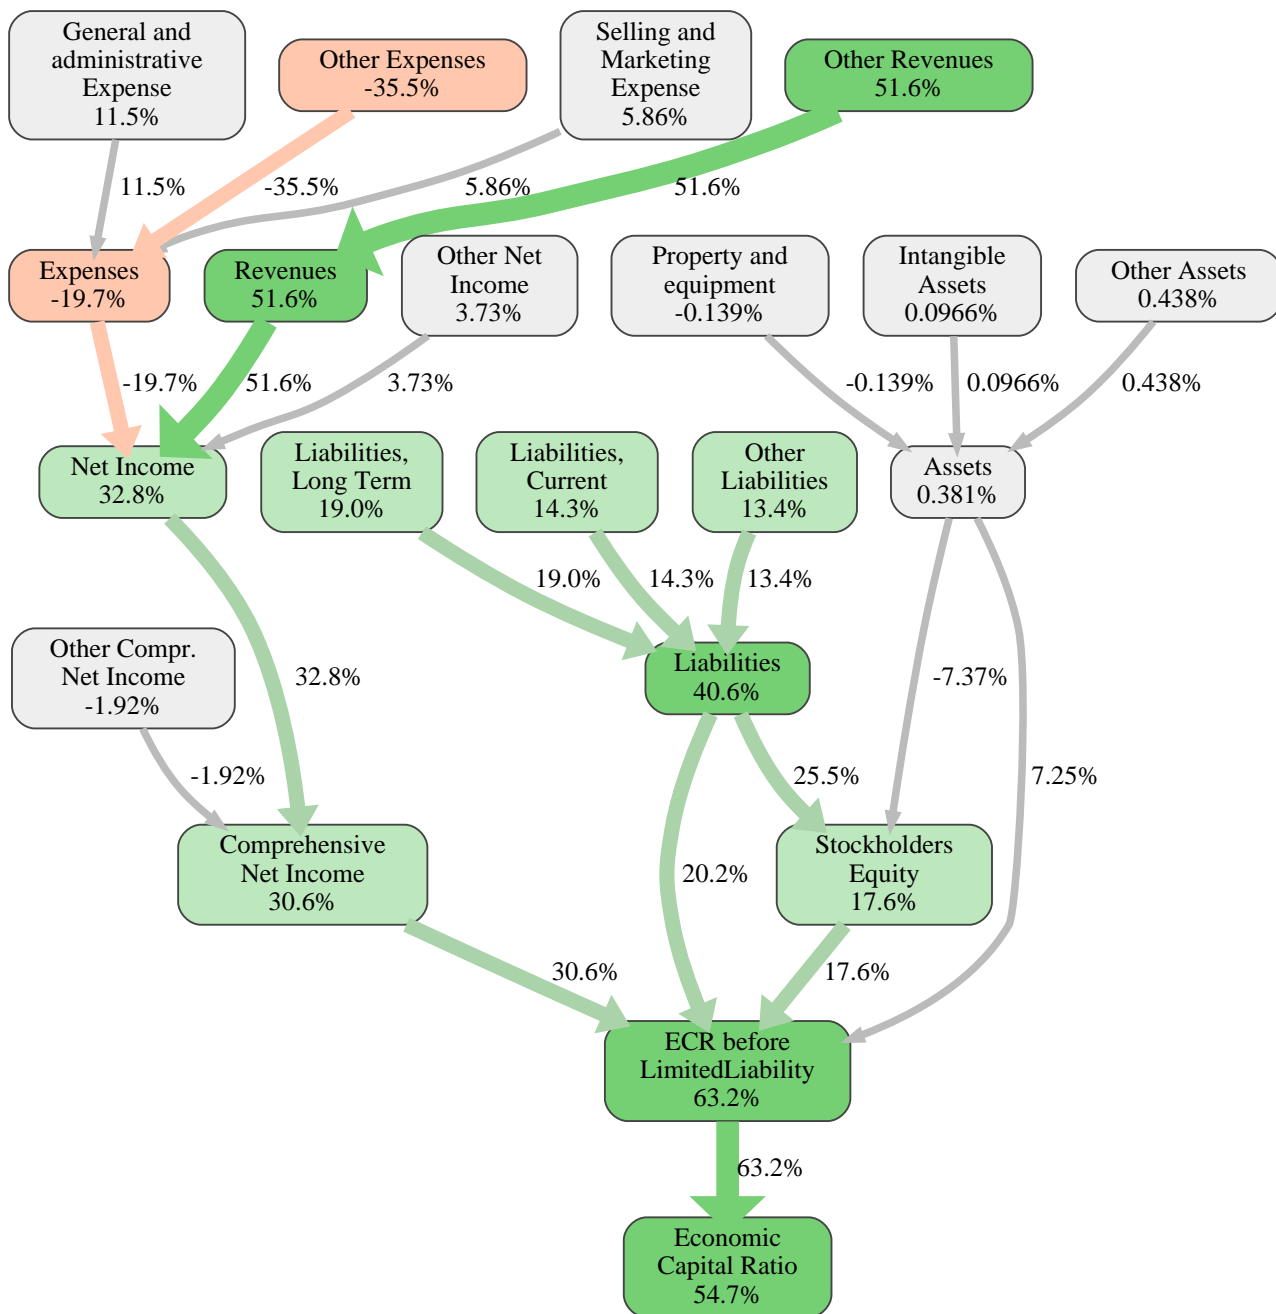 General and
administrative
Expense
11.5%
Other Expenses
-35.5%
Selling and
Marketing
Expense
5.86%
Other Revenues
51.6%
11.5%
-35.5%
5.86%
51.6%
Expenses
-19.7%
Revenues
51.6%
Other Net
Income
3.73%
Property and
equipment
-0.139%
Intangible
Assets
0.0966%
Other Assets
0.438%
-19.7%
51.6%
3.73%
-0.139%
0.0966%
0.438%
Net Income
32.8%
Liabilities,
Long Term
19.0%
Liabilities,
Current
14.3%
Other
Liabilities
13.4%
Assets
0.381%
19.0%
14.3%
13.4%
Other Compr.
Net Income
-1.92%
32.8%
Liabilities
40.6%
-7.37%
-1.92%
25.5%
7.25%
Comprehensive
Net Income
30.6%
20.2%
Stockholders
Equity
17.6%
30.6%
17.6%
ECR before
LimitedLiability
63.2%
63.2%
Economic
Capital Ratio
54.7%